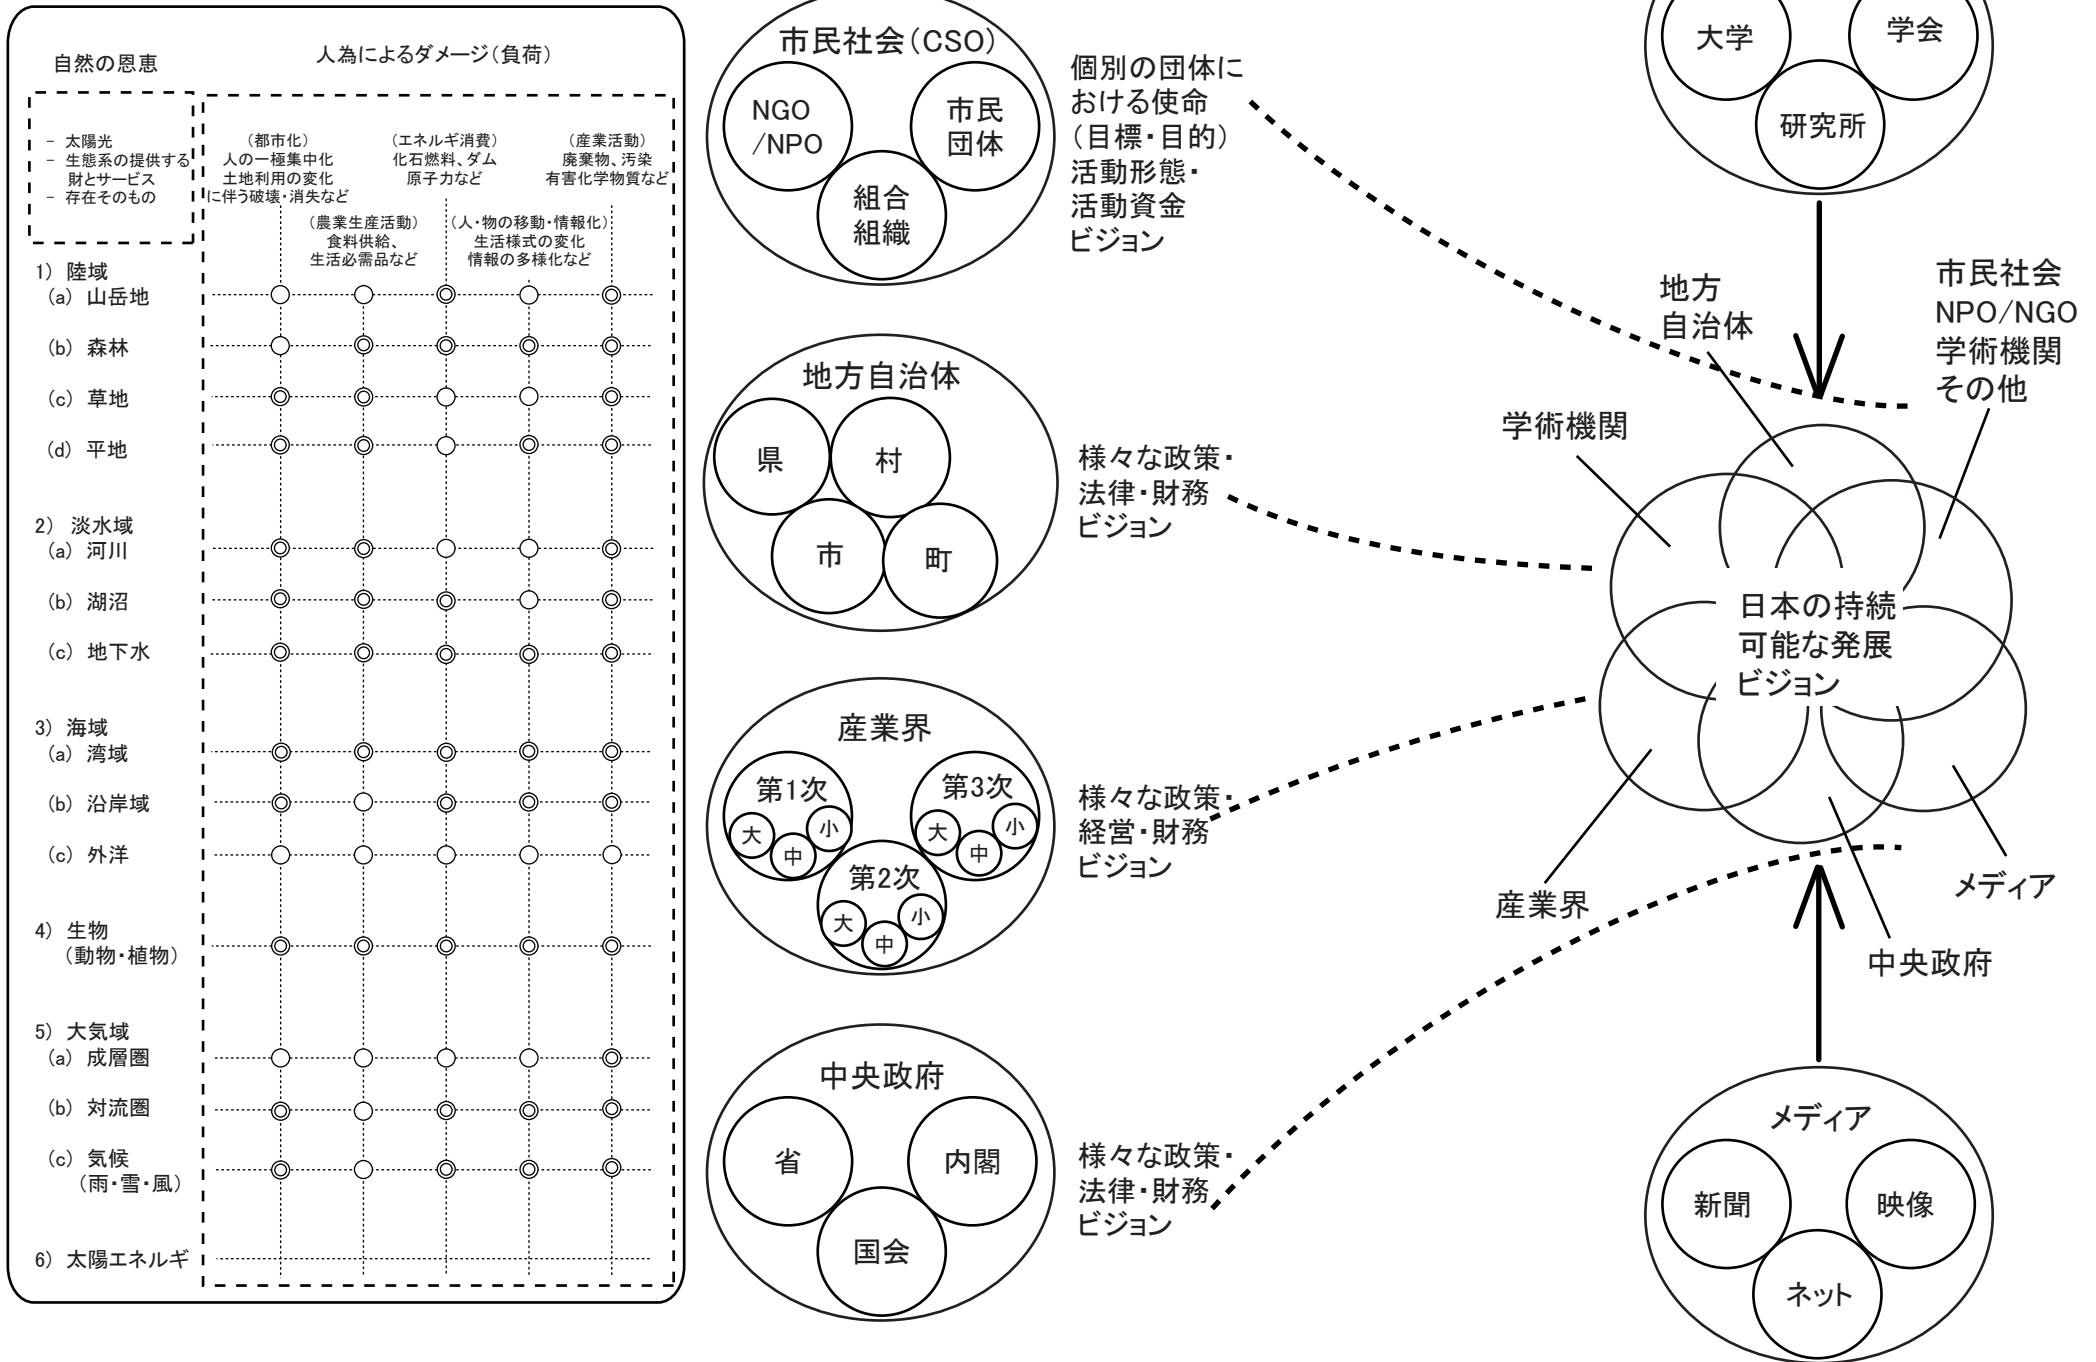 自然の恩恵
人為によるダメージ(負荷)
- 太陽光
- 生態系の提供する
財とサービス
- 存在そのもの
(都市化)
人の一極集中化
土地利用の変化
に伴う破壊・消失など
(農業生産活動)
食料供給、
生活必需品など
(エネルギ消費)
化石燃料、ダム
原子力など
(人・物の移動・情報化)
生活様式の変化
情報の多様化など
(産業活動)
廃棄物、汚染
有害化学物質など
1) 陸域
(a) 山岳地
(b) 森林
(c) 草地
(d) 平地
2) 淡水域
(a) 河川
(b) 湖沼
(c) 地下水
3) 海域
(a) 湾域
(b) 沿岸域
(c) 外洋
4) 生物
(動物・植物)
5) 大気域
(a) 成層圏
(b) 対流圏
(c) 気候
(雨・雪・風)
6) 太陽エネルギ
市民社会(CSO)
NGO
/NPO
市民
団体
組合
組織
個別の団体に
おける使命
(目標・目的)
活動形態・
活動資金
ビジョン
地方自治体
県
村
市
町
様々な政策・
法律・財務
ビジョン
産業界
第1次
大
中
小
第3次
大
中
小
第2次
大
中
小
様々な政策・
経営・財務
ビジョン
中央政府
省
内閣
国会
様々な政策・
法律・財務
ビジョン
大学
学会
研究所
地方
自治体
市民社会
NPO/NGO
学術機関
その他
学術機関
日本の持続
可能な発展
ビジョン
産業界
メディア
中央政府
メディア
新聞
映像
ネット